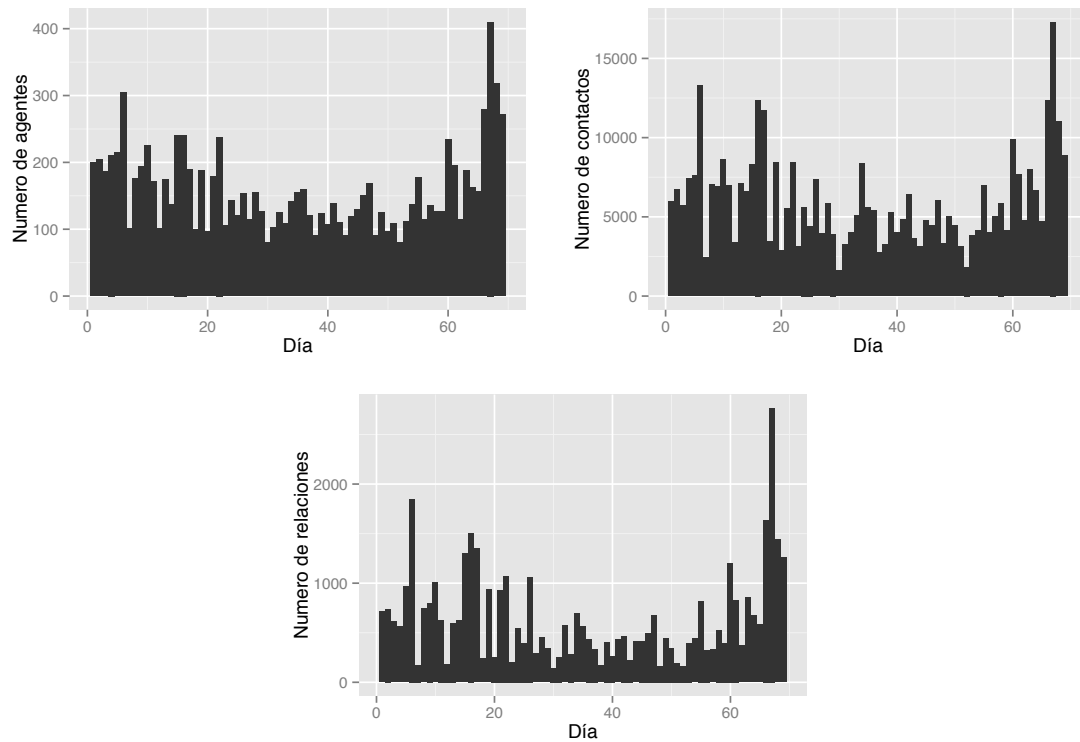 Numero de agentes
400
300
200
100
0
0 20 40 60
Día
Numero de contactos
15000
10000
5000
0
0 20 40 60
Día
Numero de relaciones
2000
1000
0
0 20 40 60
Día